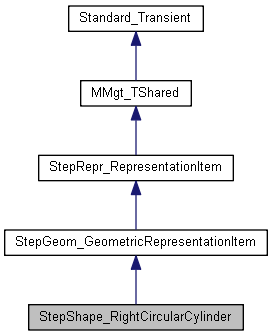 Standard_Transient
MMgt_TShared
StepRepr_RepresentationItem
StepGeom_GeometricRepresentationItem
StepShape_RightCircularCylinder